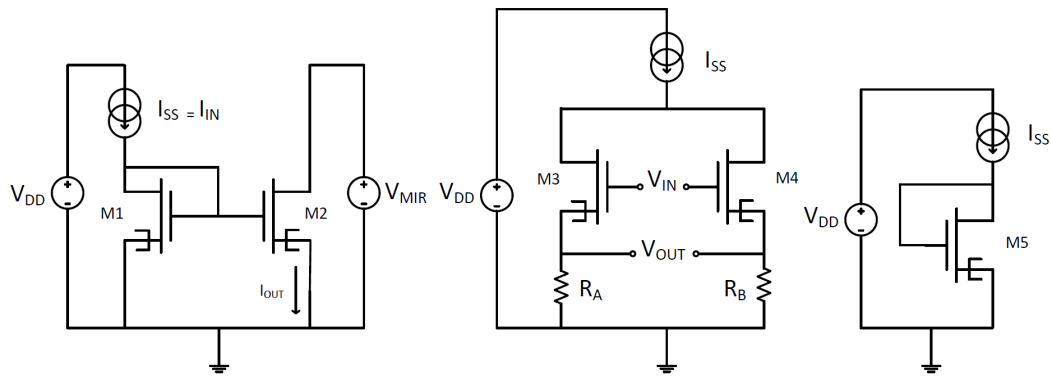 I_SS = I_IN
V_DD
+
-
M1
M2
I_OUT
+
-
V_MIR
I_SS
M3
V_IN
M4
V_DD
+
-
V_OUT
R_A
R_B
I_SS
V_DD
+
-
M5